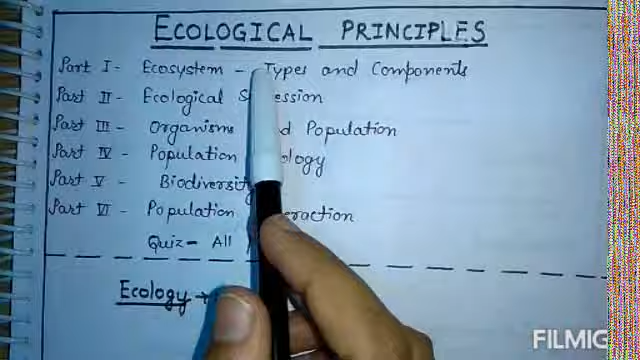 ECOLOGICAL PRINCIPLES
Part I - Ecosystem - Types and Components
Part II - Ecological
Part III - Organisms Population
Part IV - Population
Part V - Biodiversity
Part VI - Population
Quiz - All
Ecology →
FILMIG